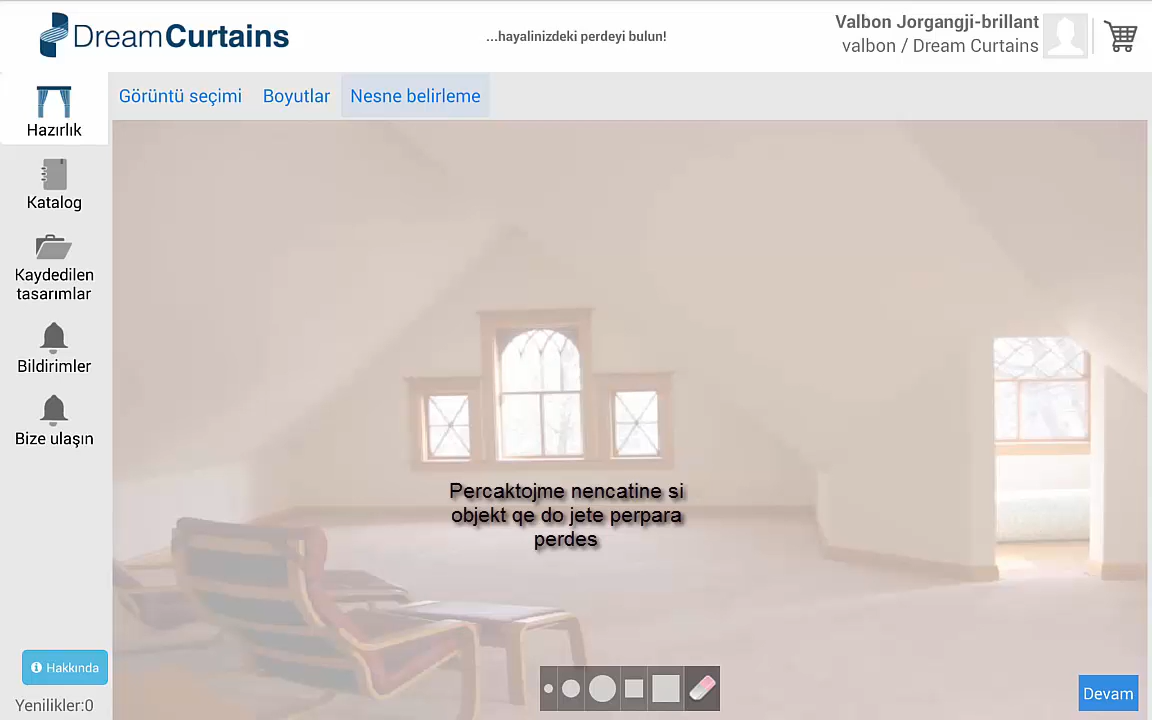 DreamCurtains
...hayalinizdeki perdeyi bulun!
Valbon Jorgangji-brillant
valbon / Dream Curtains
Görüntü seçimi
Boyutlar
Nesne belirleme
Hazırlık
Katalog
Kaydedilen
tasarımlar
Bildirimler
Bize ulaşın
Percaktojme nencatine si
objekt qe do jete perpara
perdes
Hakkında
Yenilikler:0
Devam